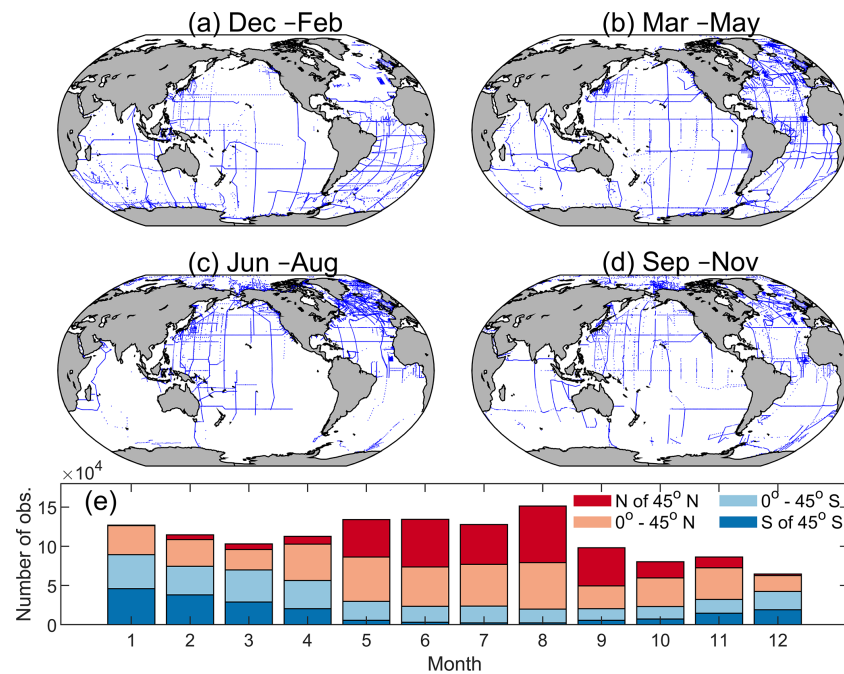 (a) Dec –Feb
(b) Mar –May
(c) Jun –Aug
(d) Sep –Nov
×10⁴
(e)
N of 45° N
0° - 45° S
0° - 45° N
S of 45° S
15
10
5
0
Number of obs.
1 2 3 4 5 6 7 8 9 10 11 12
Month